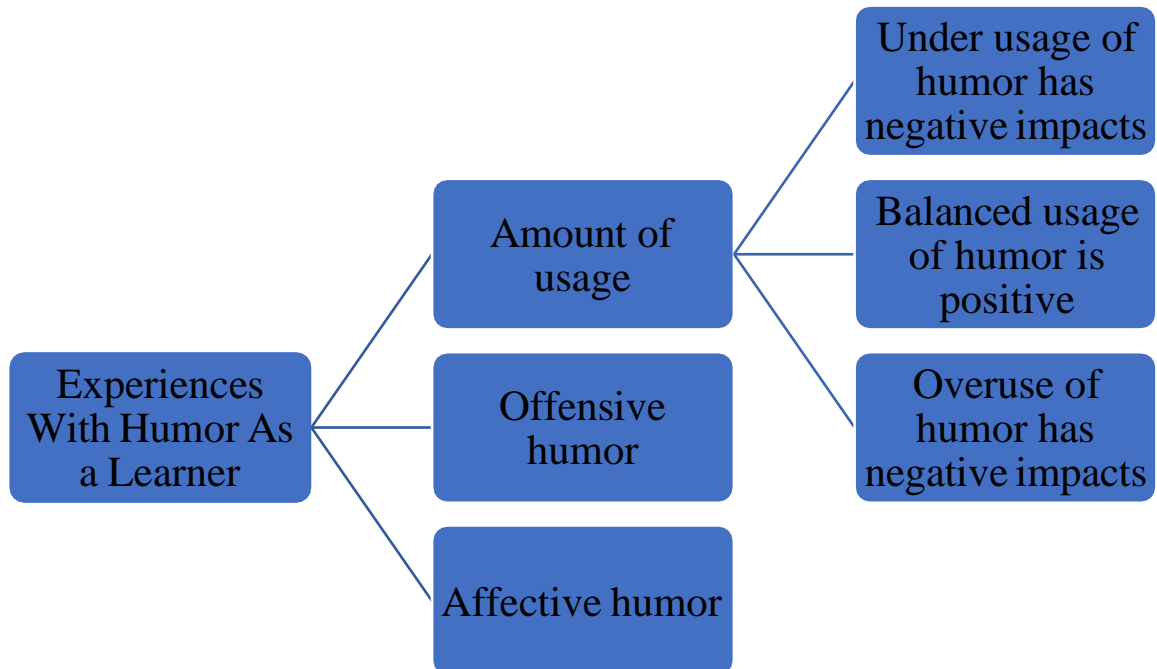 Experiences
With Humor As
a Learner
Amount of
usage
Offensive
humor
Affective humor
Under usage of
humor has
negative impacts
Balanced usage
of humor is
positive
Overuse of
humor has
negative impacts